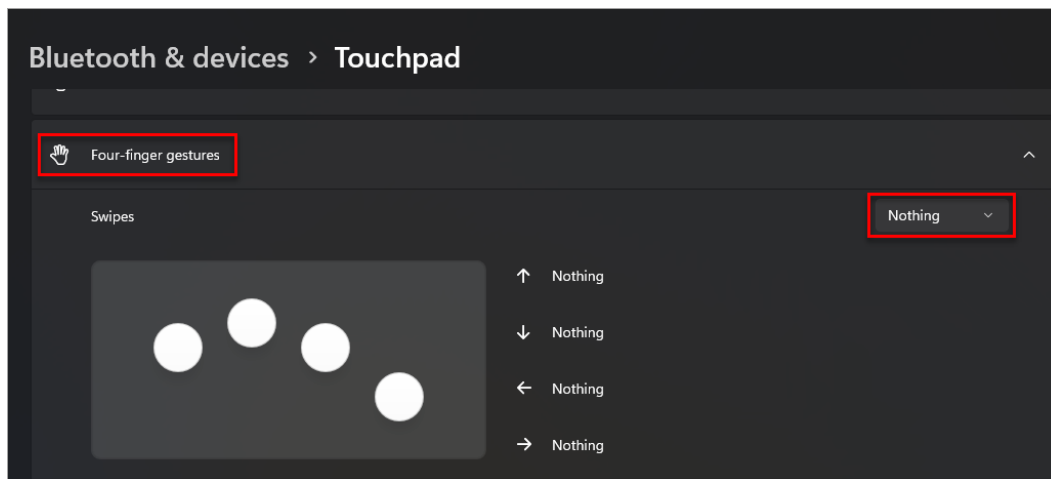 Bluetooth & devices > Touchpad
Four-finger gestures
Swipes
Nothing
↑ Nothing
↓ Nothing
← Nothing
→ Nothing